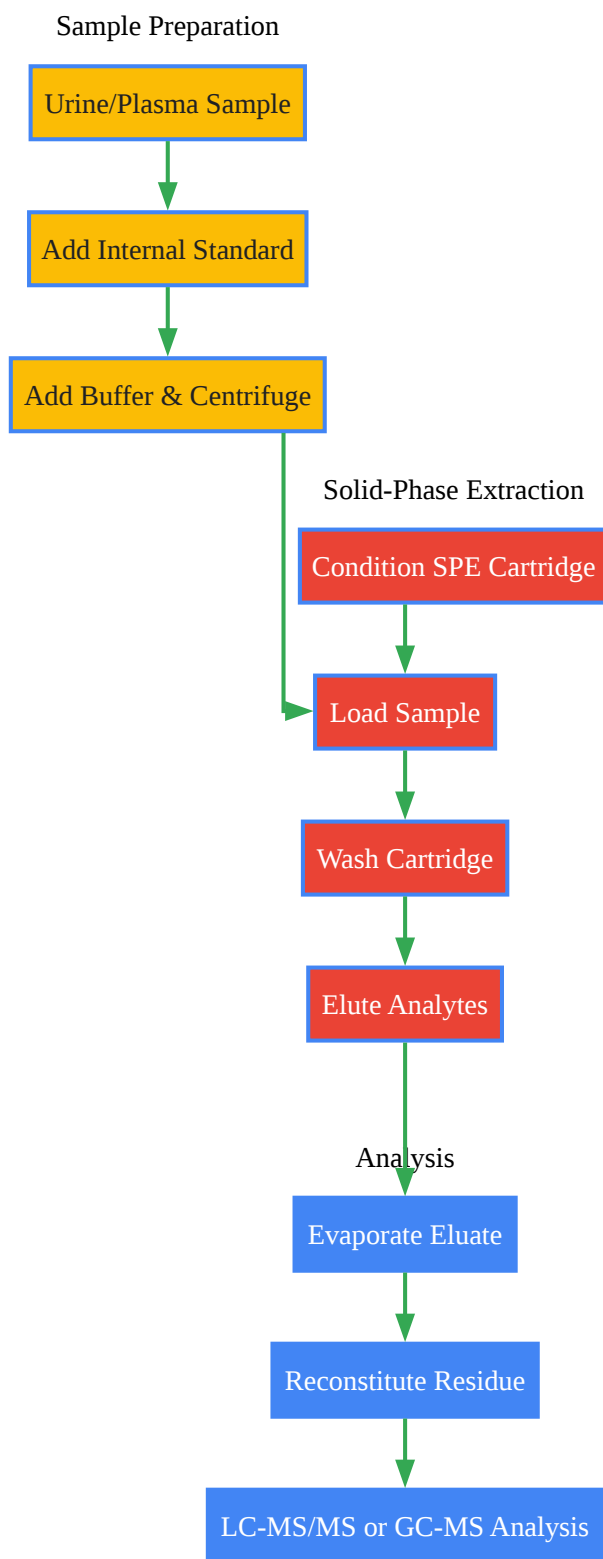 Sample Preparation
Urine/Plasma Sample
Add Internal Standard
Add Buffer & Centrifuge
Solid-Phase Extraction
Condition SPE Cartridge
Load Sample
Wash Cartridge
Elute Analytes
Analysis
Evaporate Eluate
Reconstitute Residue
LC-MS/MS or GC-MS Analysis